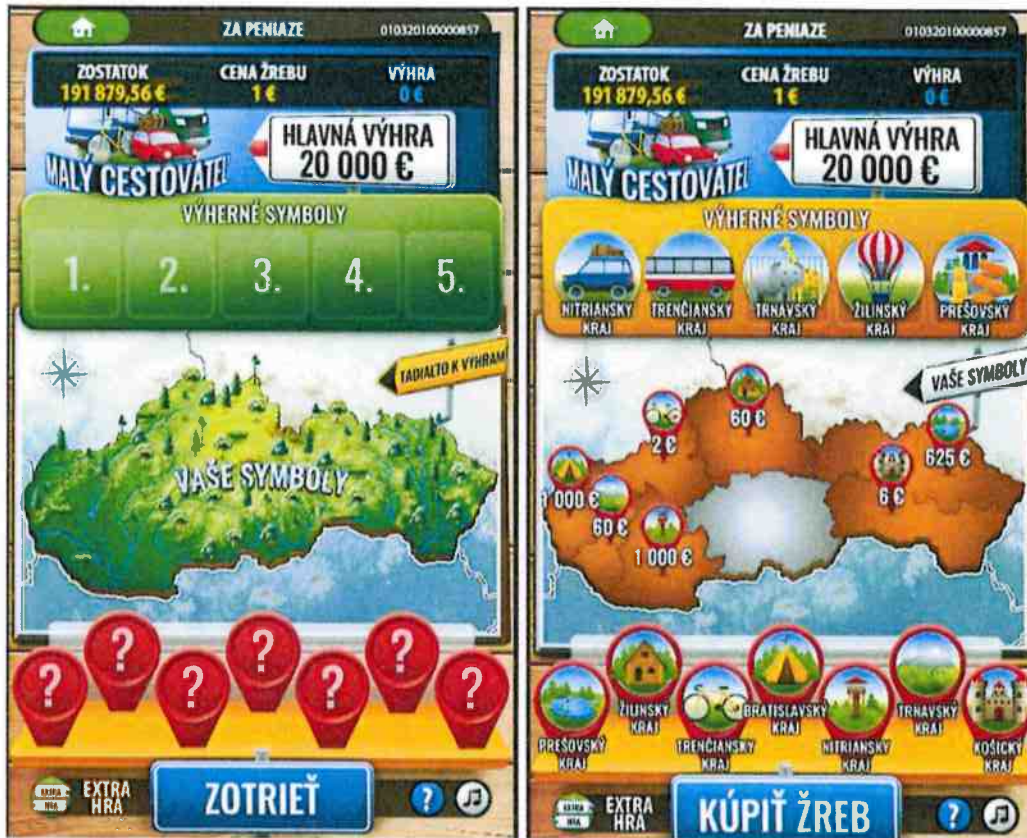 ZA PENIAZE
010320100000857
ZOSTATOK
191 879,56 €
CENA ŽREBU
1 €
VÝHRA
0 €
MALÝ CESTOVATEĽ
HLAVNÁ VÝHRA
20 000 €
VÝHERNÉ SYMBOLY
1. 2. 3. 4. 5.
TADIAĽTO K VÝHRAM
VAŠE SYMBOLY
? ? ? ? ? ? ?
EXTRA HRA
EXTRA
HRA
ZOTRIEŤ
?
ZA PENIAZE
010320100000857
ZOSTATOK
191 879,56 €
CENA ŽREBU
1 €
VÝHRA
0 €
MALÝ CESTOVATEĽ
HLAVNÁ VÝHRA
20 000 €
VÝHERNÉ SYMBOLY
NITRIANSKY
KRAJ
TRENČIANSKY
KRAJ
TRNAVSKÝ
KRAJ
ŽILINSKÝ
KRAJ
PREŠOVSKÝ
KRAJ
VAŠE SYMBOLY
60 €
2 €
625 €
1 000 €
6 €
60 €
1 000 €
PREŠOVSKÝ
KRAJ
ŽILINSKÝ
KRAJ
TRENČIANSKY
KRAJ
BRATISLAVSKÝ
KRAJ
NITRIANSKY
KRAJ
TRNAVSKÝ
KRAJ
KOŠICKÝ
KRAJ
EXTRA HRA
EXTRA
HRA
KÚPIŤ ŽREB
?